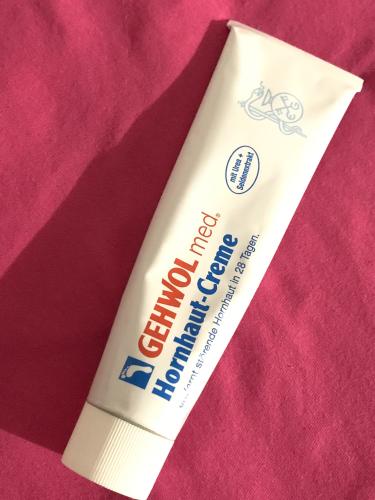 mit Urea +
Seidenextrakt
GEHWOL med®
Hornhaut-Creme
störende Hornhaut in 28 Tagen.